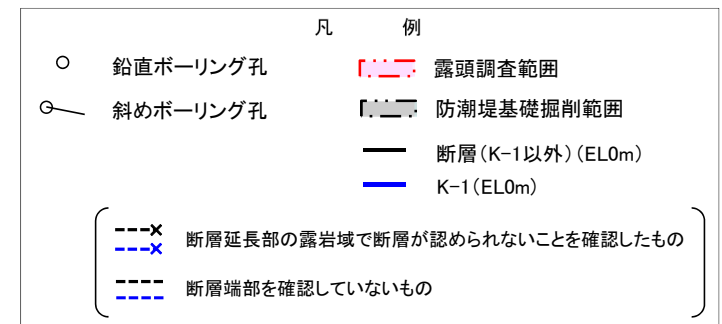 凡 例
鉛直ボーリング孔
露頭調査範囲
斜めボーリング孔
防潮堤基礎掘削範囲
断層(K-1以外)(EL0m)
K-1(EL0m)
断層延長部の露岩域で断層が認められないことを確認したもの
断層端部を確認していないもの